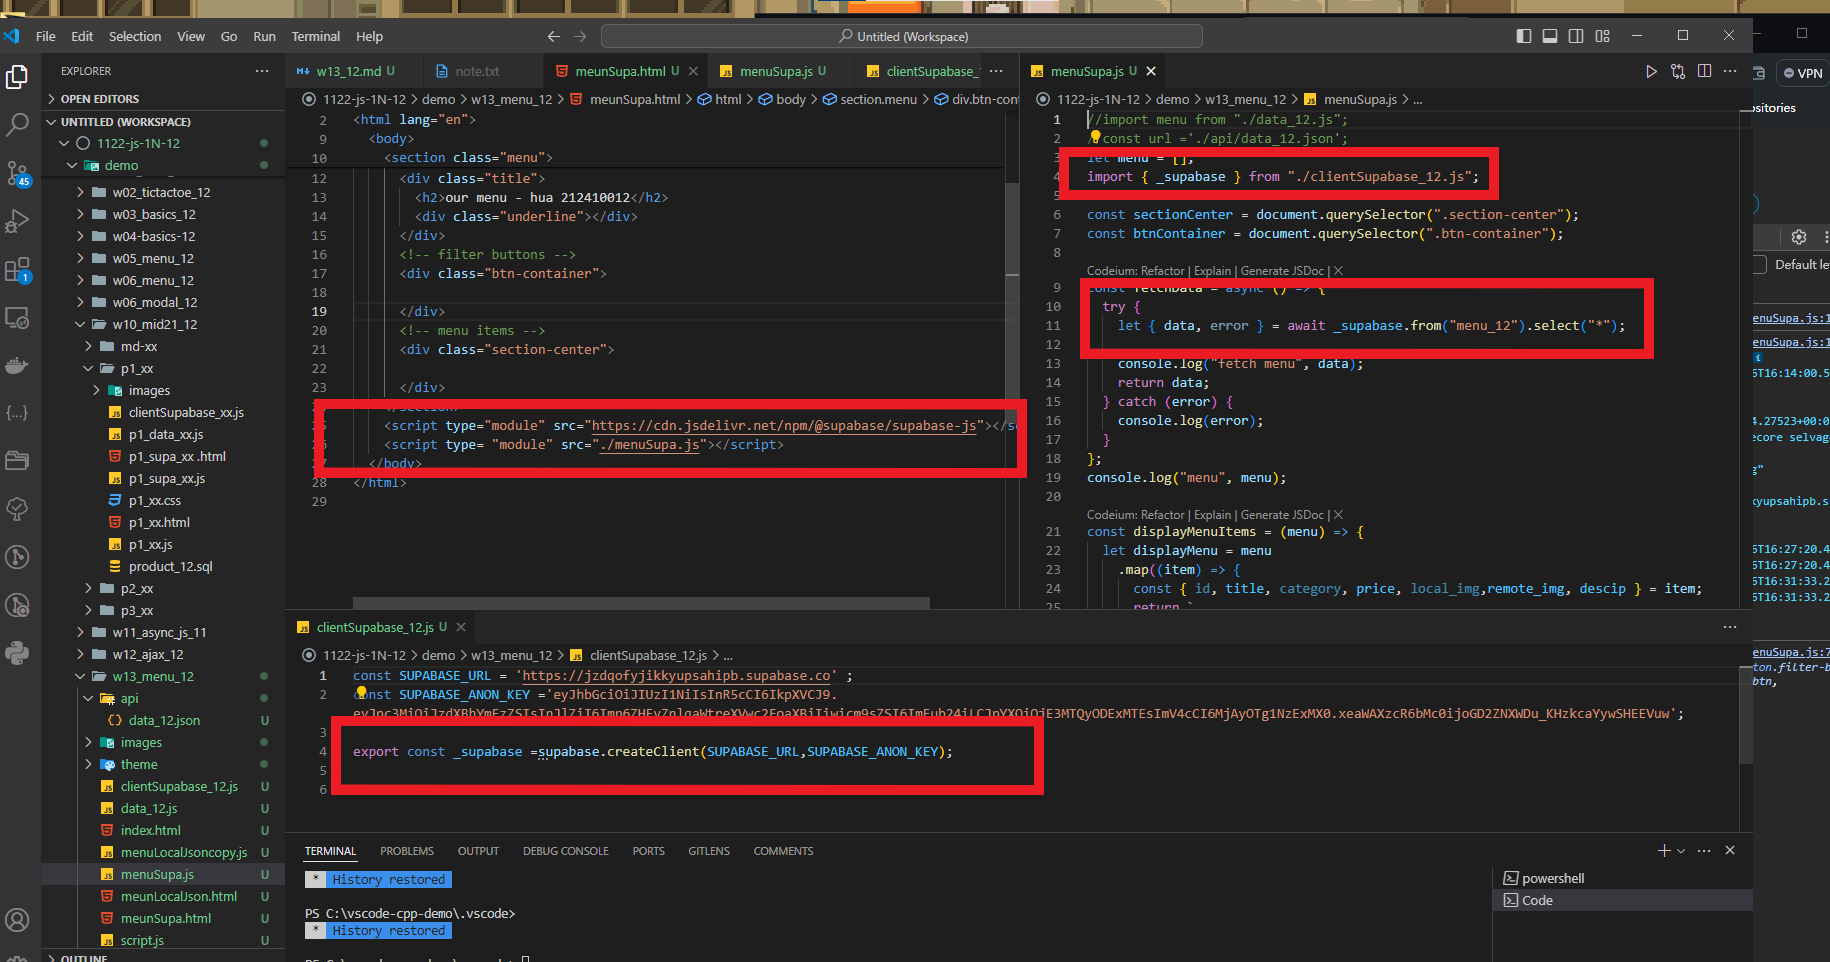 File Edit Selection View Go Run Terminal Help
Untitled (Workspace)
VPN
EXPLORER
OPEN EDITORS
UNTITLED (WORKSPACE)
1122-js-1N-12
demo
w02_tictactoe_12
w03_basics_12
w04-basics-12
w05_menu_12
w06_menu_12
w06_modal_12
w10_mid21_12
md-xx
p1_xx
images
clientSupabase_xx.js
p1_data_xx.js
p1_supa_xx .html
p1_supa_xx.js
p1_xx.css
p1_xx.html
p1_xx.js
product_12.sql
p2_xx
p3_xx
w11_async_js_11
w12_ajax_12
w13_menu_12
api
data_12.json U
images
theme
clientSupabase_12.js U
data_12.js U
index.html U
menuLocalJsoncopy.js U
menuSupa.js U
meunLocalJson.html U
meunSupa.html U
script.js U
OUTLINE
45
1
w13_12.md U
note.txt
meunSupa.html U
menuSupa.js U
clientSupabase_
1122-js-1N-12 > demo > w13_menu_12 > meunSupa.html > html > body > section.menu > div.btn-cont
2 <html lang="en">
9 <body>
10 <section class="menu">
12 <div class="title">
13 <h2>our menu - hua 212410012</h2>
14 <div class="underline"></div>
15 </div>
16 <!-- filter buttons -->
17 <div class="btn-container">
18
19 </div>
20 <!-- menu items -->
21 <div class="section-center">
22
23 </div>
</section>
<script type="module" src="https://cdn.jsdelivr.net/npm/@supabase/supabase-js"></s
<script type= "module" src="./menuSupa.js"></script>
</body>
28 </html>
29
menuSupa.js U
1122-js-1N-12 > demo > w13_menu_12 > menuSupa.js > ...
1 //import menu from "./data_12.js";
2 /const url ='./api/data_12.json';
3 let menu = [];
4 import { _supabase } from "./clientSupabase_12.js";
5
6 const sectionCenter = document.querySelector(".section-center");
7 const btnContainer = document.querySelector(".btn-container");
8
Codeium: Refactor | Explain | Generate JSDoc | X
9 const fetchData = async () => {
10 try {
11 let { data, error } = await _supabase.from("menu_12").select("*");
12
13 console.log("fetch menu", data);
14 return data;
15 } catch (error) {
16 console.log(error);
17 }
18 };
19 console.log("menu", menu);
20
Codeium: Refactor | Explain | Generate JSDoc | X
21 const displayMenuItems = (menu) => {
22 let displayMenu = menu
23 .map((item) => {
24 const { id, title, category, price, local_img,remote_img, descip } = item;
25 return `
clientSupabase_12.js U
1122-js-1N-12 > demo > w13_menu_12 > clientSupabase_12.js > ...
1 const SUPABASE_URL = 'https://jzdqofyjikkyupsahipb.supabase.co' ;
2 const SUPABASE_ANON_KEY ='eyJhbGciOiJIUzI1NiIsInR5cCI6IkpXVCJ9.
3
4 export const _supabase =supabase.createClient(SUPABASE_URL,SUPABASE_ANON_KEY);
5
6
TERMINAL PROBLEMS OUTPUT DEBUG CONSOLE PORTS GITLENS COMMENTS
* History restored
PS C:\vscode-cpp-demo\.vscode>
* History restored
powershell
Code
ositories
Default le
enuSupa.js:1
enuSupa.js:1
6T16:14:00.5
4.27523+00:0
ecore selvag
g"
kyupsahipb.s
6T16:27:20.4
6T16:27:20.4
6T16:31:33.2
6T16:31:33.2
enuSupa.js:7
ton.filter-b
btn,